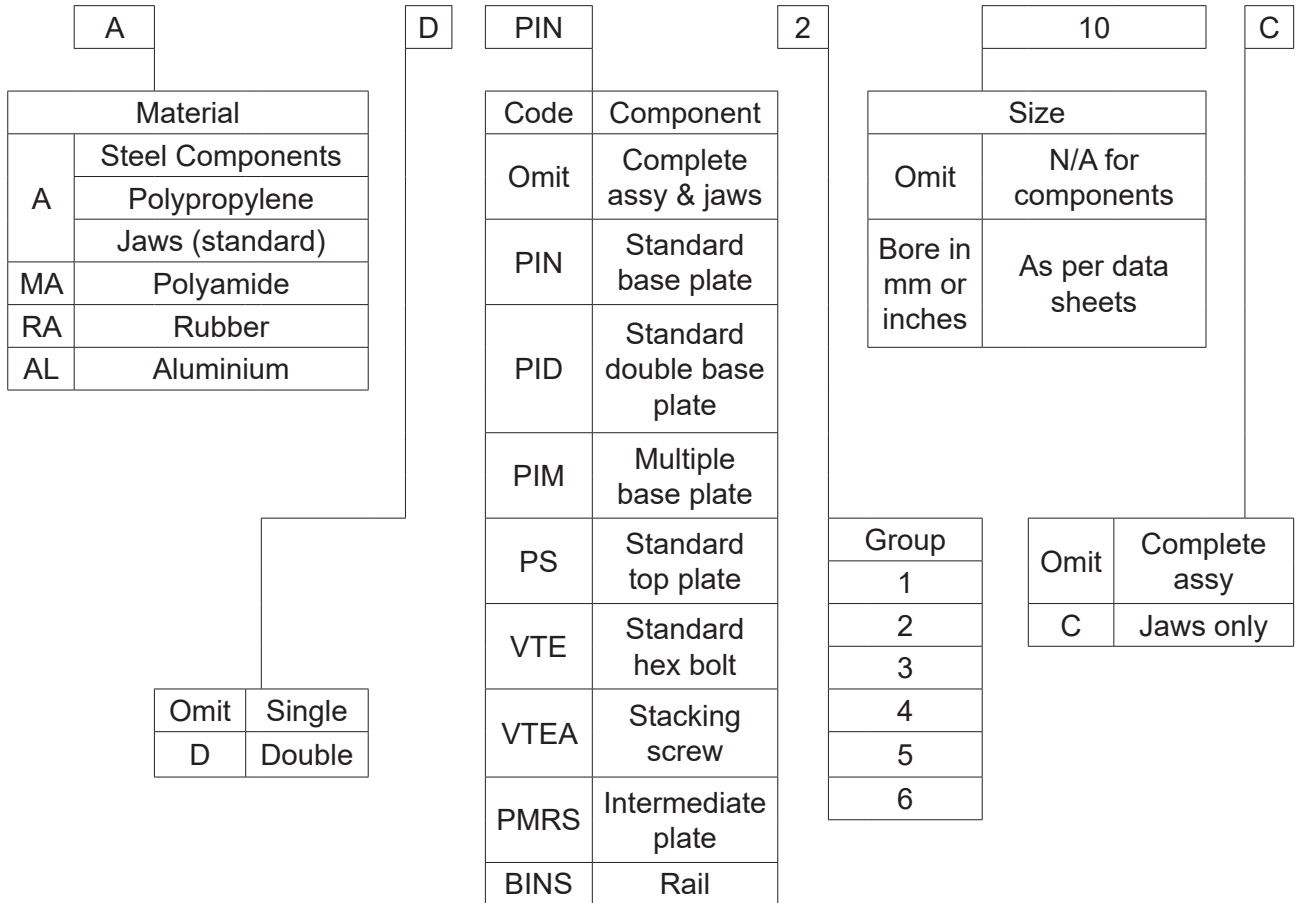 A D PIN 2 10 C
Material
A
Steel Components
Polypropylene
Jaws (standard)
MA Polyamide
RA Rubber
AL Aluminium
Omit Single
D Double
Code Component
Omit
Complete
assy & jaws
PIN
Standard
base plate
PID
Standard
double base
plate
PIM
Multiple
base plate
PS
Standard
top plate
VTE
Standard
hex bolt
VTEA
Stacking
screw
PMRS
Intermediate
plate
BINS Rail
Group
1
2
3
4
5
6
Size
Omit
N/A for
components
Bore in
mm or
inches
As per data
sheets
Omit
Complete
assy
C Jaws only